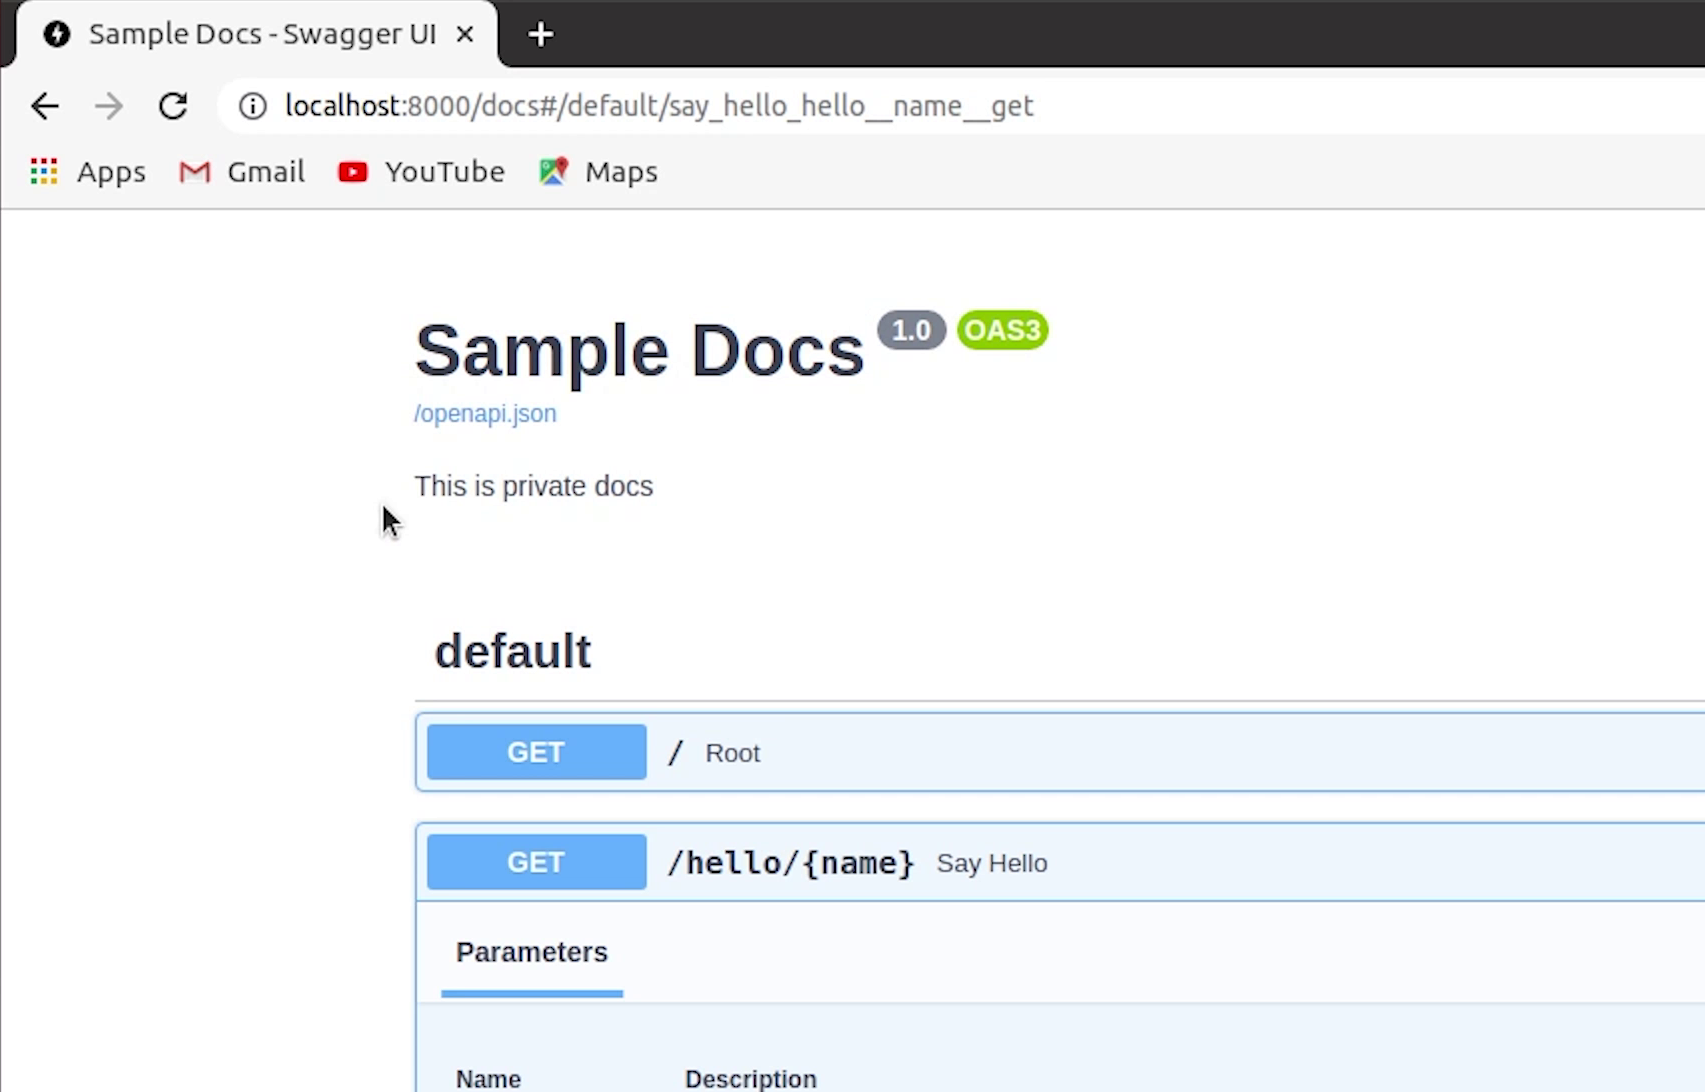 Sample Docs - Swagger UI
localhost:8000/docs#/default/say_hello_hello__name__get
Apps Gmail YouTube Maps
Sample Docs 1.0 OAS3
/openapi.json
This is private docs
default
GET / Root
GET /hello/{name} Say Hello
Parameters
Name Description